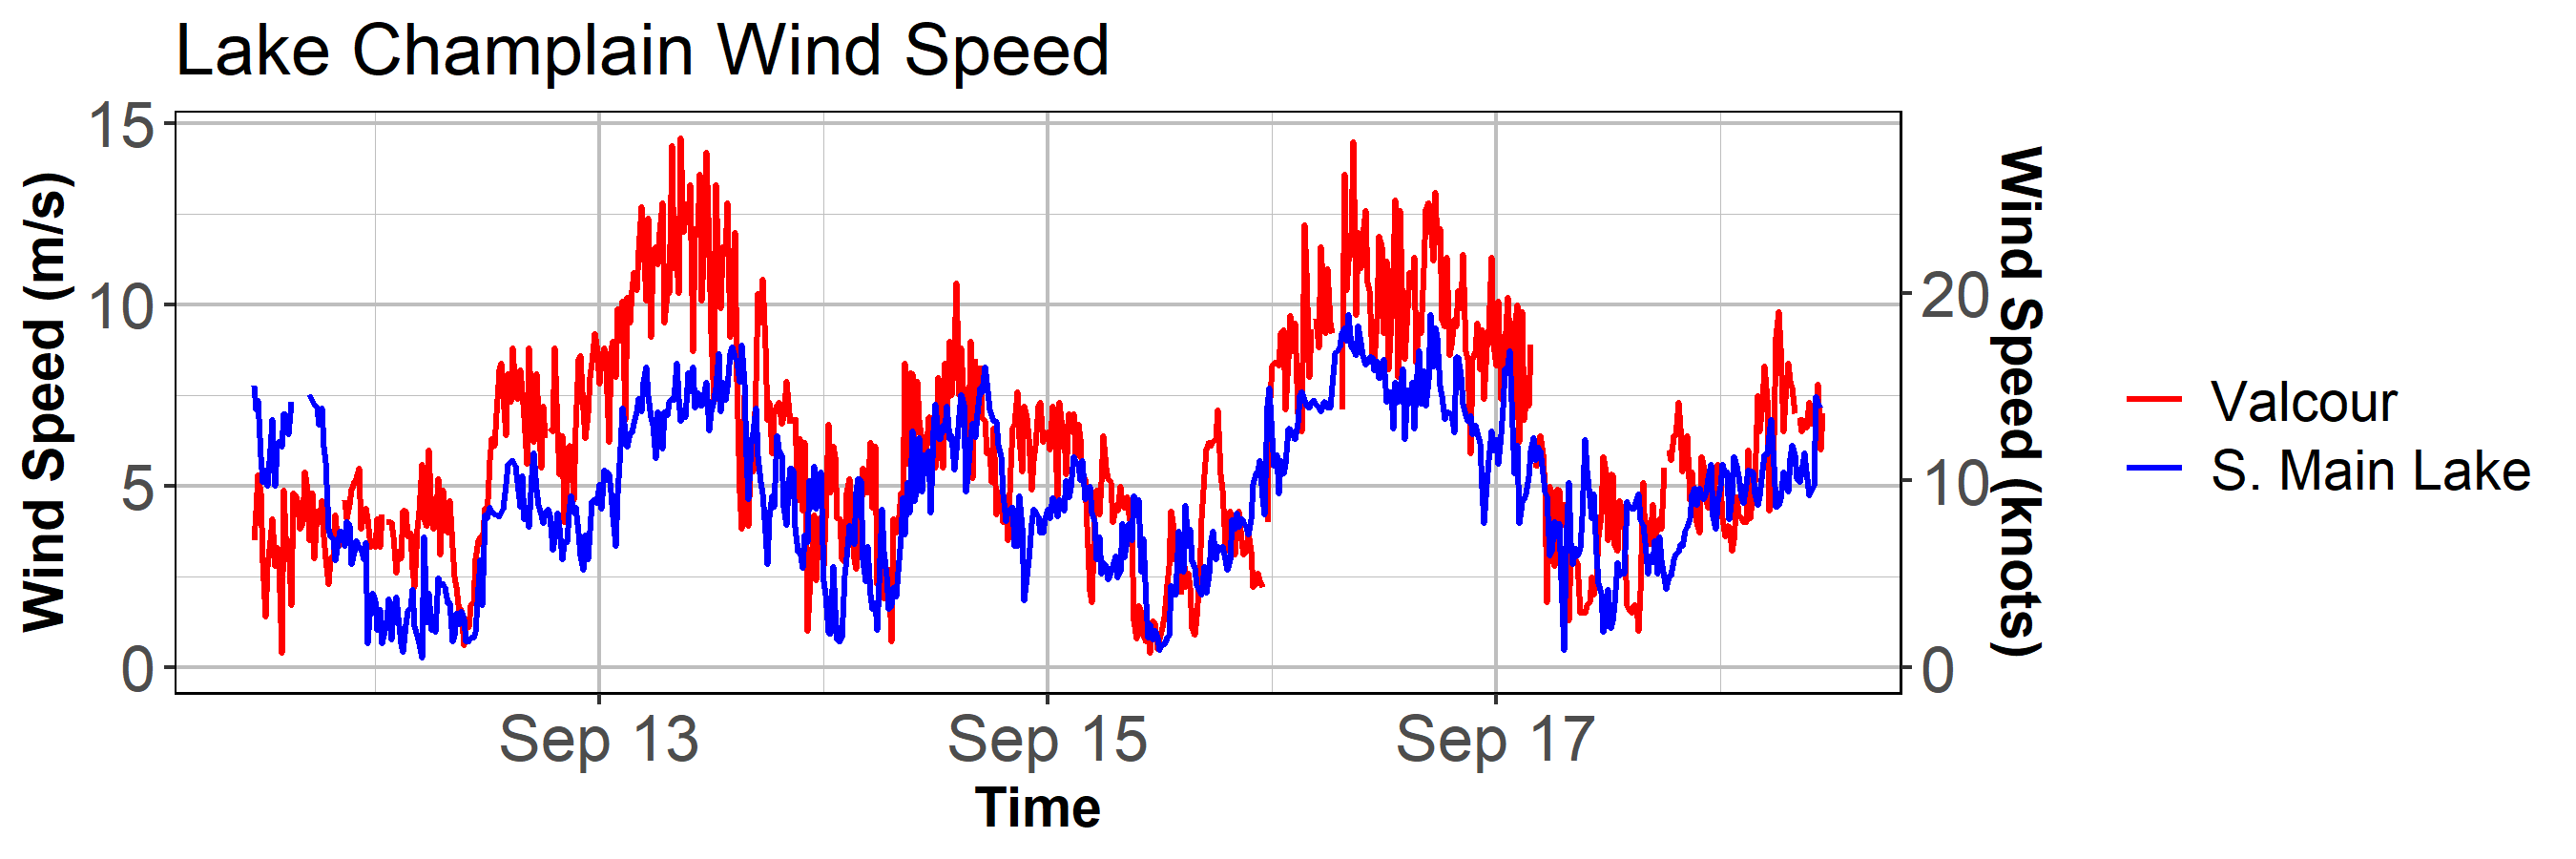 Lake Champlain Wind Speed
Wind Speed (m/s)
15
10
5
0
Wind Speed (knots)
20
10
0
Sep 13
Sep 15
Sep 17
Time
Valcour
S. Main Lake